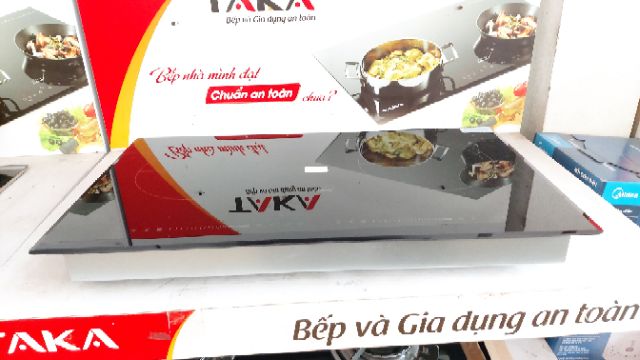 TAKA
Bếp và Gia dụng an toàn
Bếp nhà mình đạt
Chuẩn an toàn chưa?
TAKA
Bếp và Gia dụng an toàn
Midea